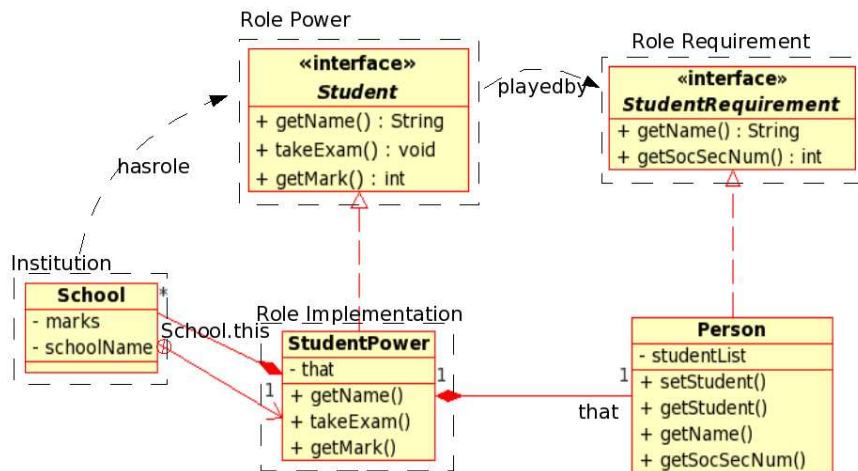 Role Power
«interface»
Student
+ getName() : String
+ takeExam() : void
+ getMark() : int
playedby
Role Requirement
«interface»
StudentRequirement
+ getName() : String
+ getSocSecNum() : int
hasrole
Institution
School
- marks
- schoolName
*
School.this
1
Role Implementation
StudentPower
- that
+ getName()
+ takeExam()
+ getMark()
1
1
that
Person
- studentList
+ setStudent()
+ getStudent()
+ getName()
+ getSocSecNum()